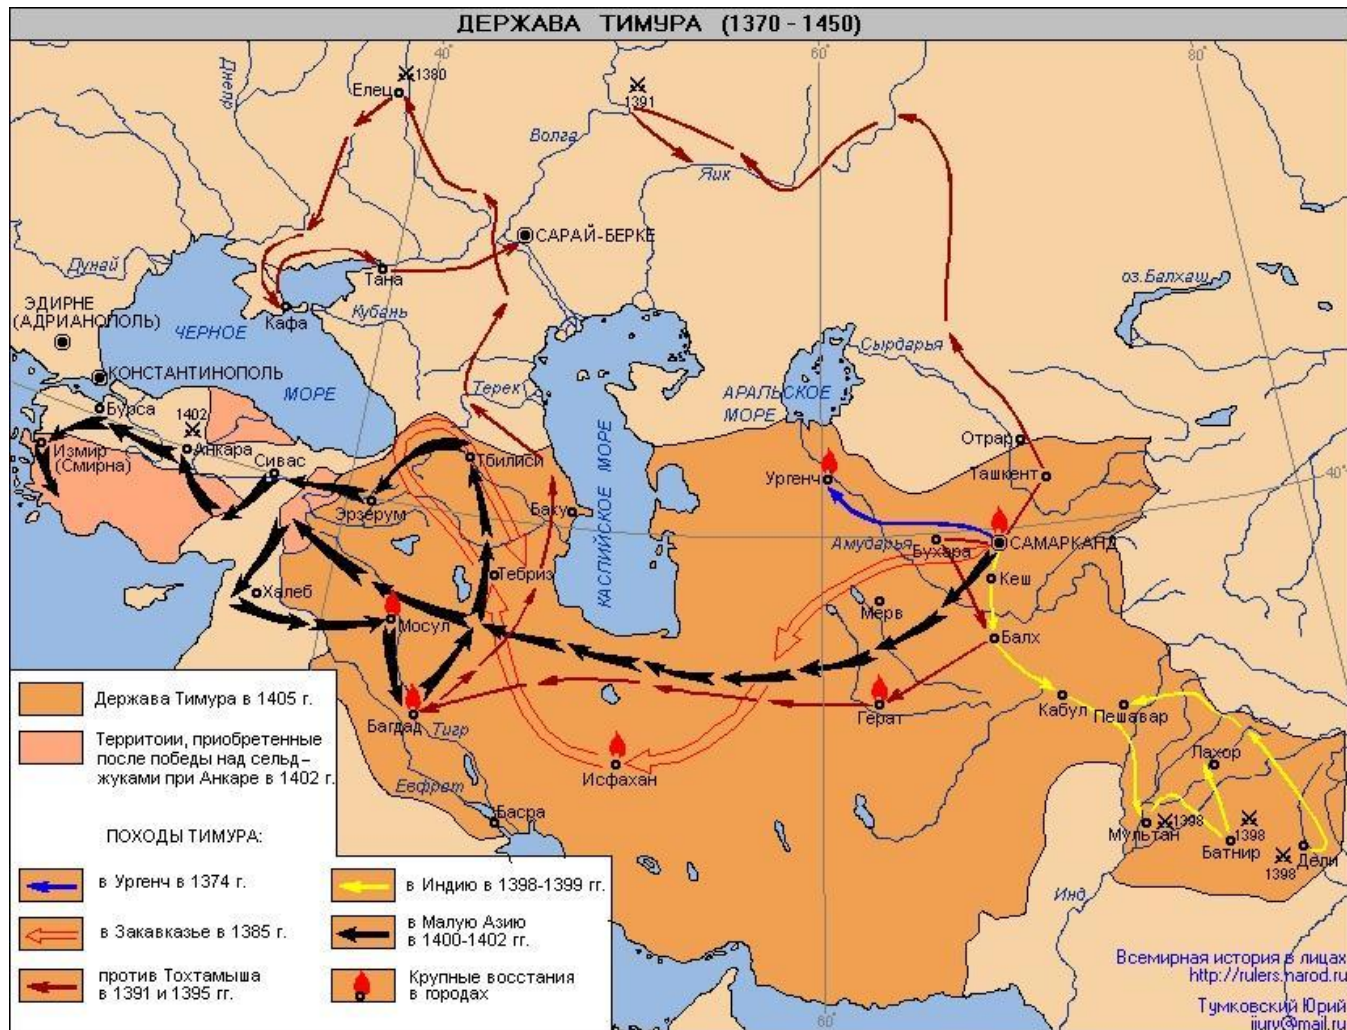 ДЕРЖАВА ТИМУРА (1370 - 1450)
40°
60°
80°
Днепр
1380
Елец
1391
Волга
Яик
САРАЙ-БЕРКЕ
Дунай
Тана
оз.Балхаш
ЭДИРНЕ
(АДРИАНОПОЛЬ)
Кафа
Кубань
ЧЕРНОЕ
МОРЕ
Сырдарья
КОНСТАНТИНОПОЛЬ
Терек
АРАЛЬСКОЕ
МОРЕ
Бурса
1402
Анкара
Измир
(Смирна)
Сивас
Тбилиси
Отрар
Ташкент
Ургенч
40°
Эрзерум
Баку
КАСПИЙСКОЕ МОРЕ
Амударья
Бухара
САМАРКАНД
Тебриз
Кеш
Халеб
Мосул
Мерв
Балх
Багдад
Тигр
Герат
Кабул
Пешавар
Исфахан
Лахор
Евфрат
Басра
Мультан
1398
1398
Батнир
1398
Дели
Инд
Держава Тимура в 1405 г.
Территоии, приобретенные
после победы над сель-
жуками при Анкаре в 1402 г.
ПОХОДЫ ТИМУРА:
в Ургенч в 1374 г.
в Закавказье в 1385 г.
против Тохтамыша
в 1391 и 1395 гг.
в Индию в 1398-1399 гг.
в Малую Азию
в 1400-1402 гг.
Крупные восстания
в городах
60°
Всемирная история в лицах
http://rulers.narod.ru
Тумковский Юрий